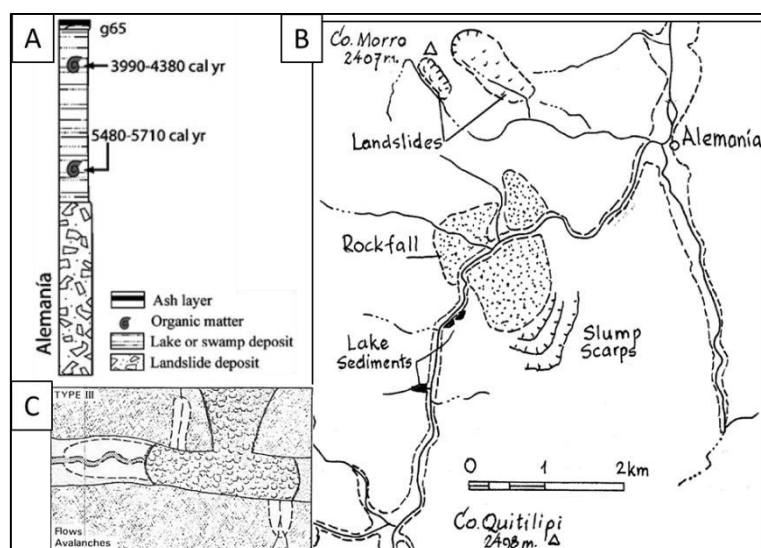 A
g65
3990-4380 cal yr
5480-5710 cal yr
Alemanía
Ash layer
Organic matter
Lake or swamp deposit
Landslide deposit
B
Co. Morro
2407m.
Landslides
Alemanía
Rockfall
Lake
Sediments
Slump
Scarps
0 1 2km
Co. Quitilipi
2498m.
C
TYPE III
Flows
Avalanches